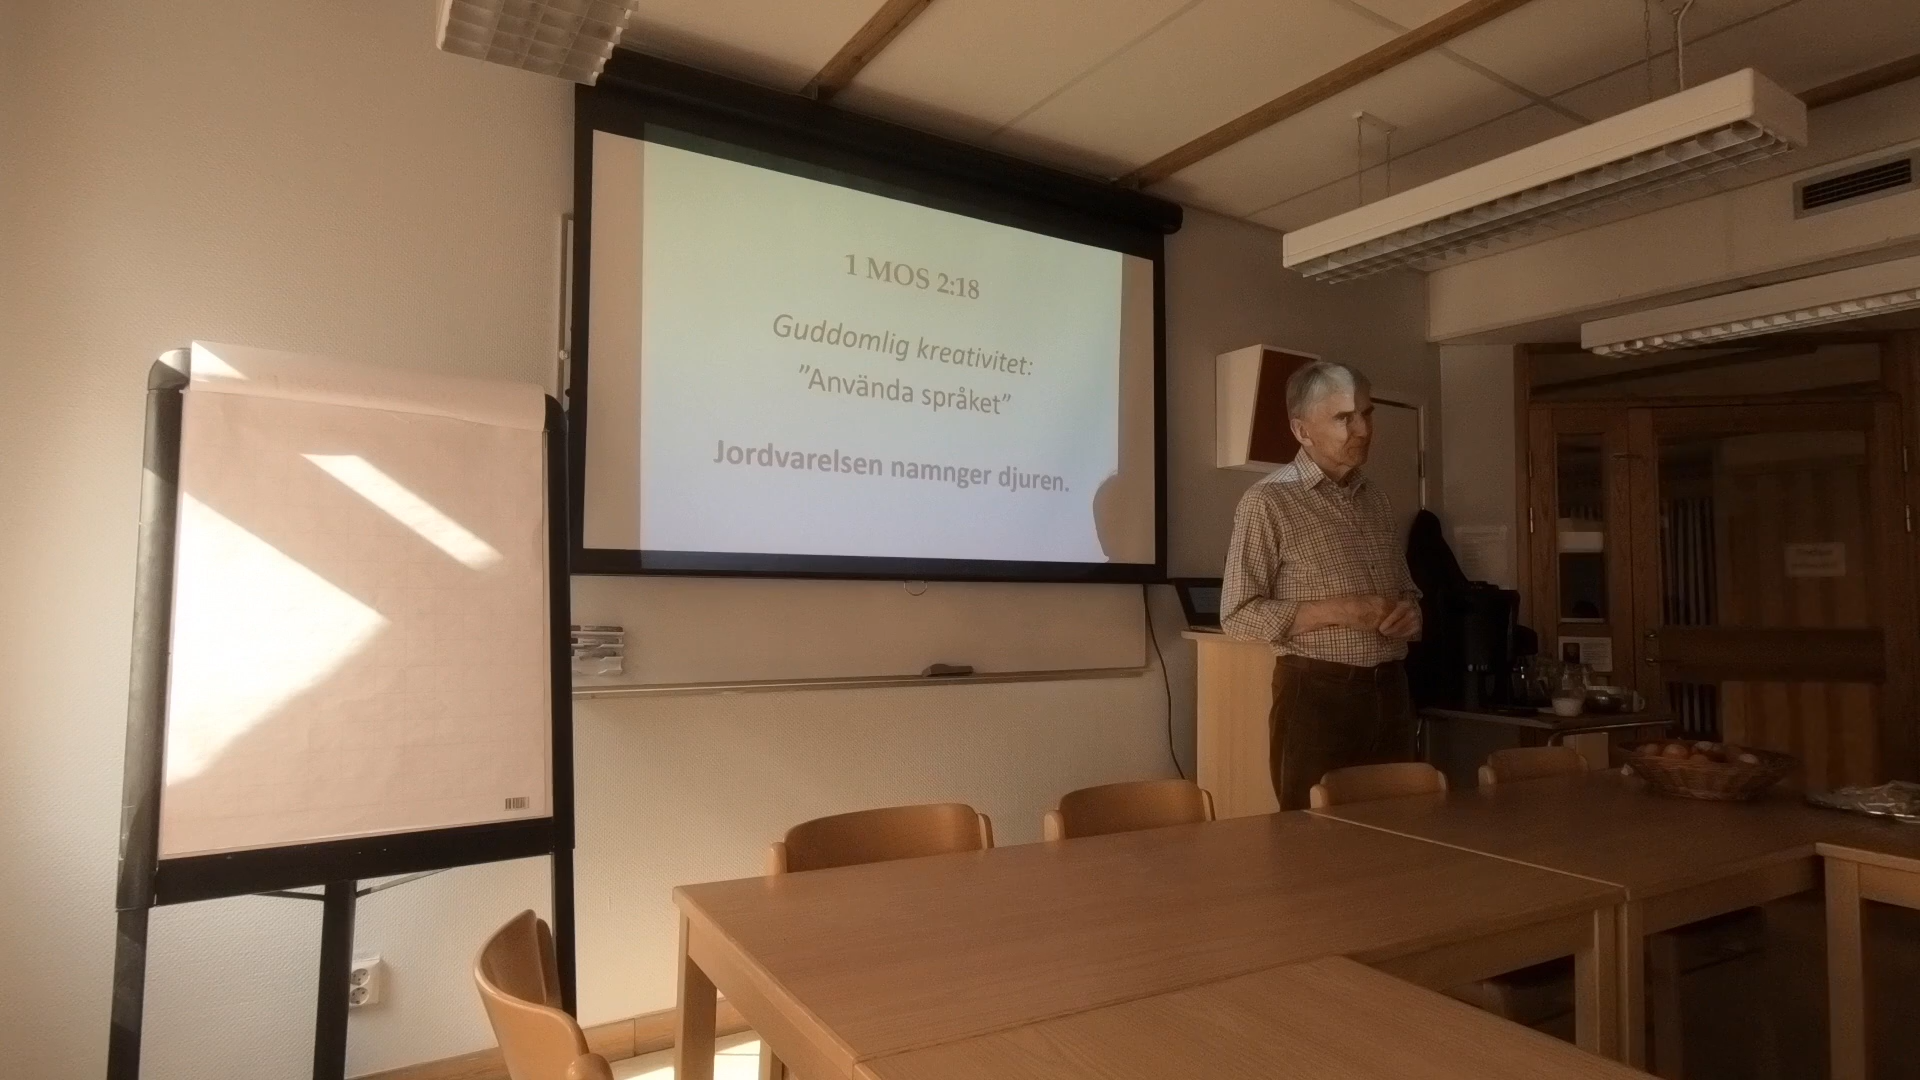 1 MOS 2:18
Guddomlig kreativitet:
”Använda språket”
Jordvarelsen namnger djuren.